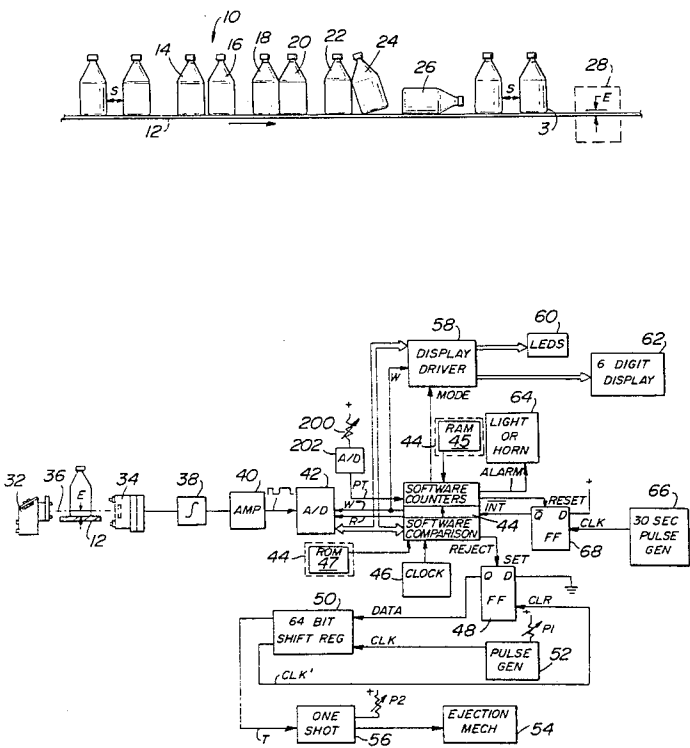 10
14
16
18
20
22
24
26
28
S
S
E
12
3
58
60
62
DISPLAY
DRIVER
LEDS
6 DIGIT
DISPLAY
W
MODE
+
200
202
A/D
44
RAM
45
64
LIGHT
OR
HORN
ALARM
32
36
E
12
34
38
∫
40
AMP
42
A/D
PT
W
R
SOFTWARE
COUNTERS
SOFTWARE
COMPARISON
INT
44
RESET
+
Q D
FF
68
CLK
66
30 SEC
PULSE
GEN
44
ROM
47
46
CLOCK
REJECT
SET
Q D
FF
48
CLR
50
64 BIT
SHIFT REG
DATA
CLK
+
P1
PULSE
GEN
52
CLK'
+
P2
T
ONE
SHOT
56
EJECTION
MECH
54